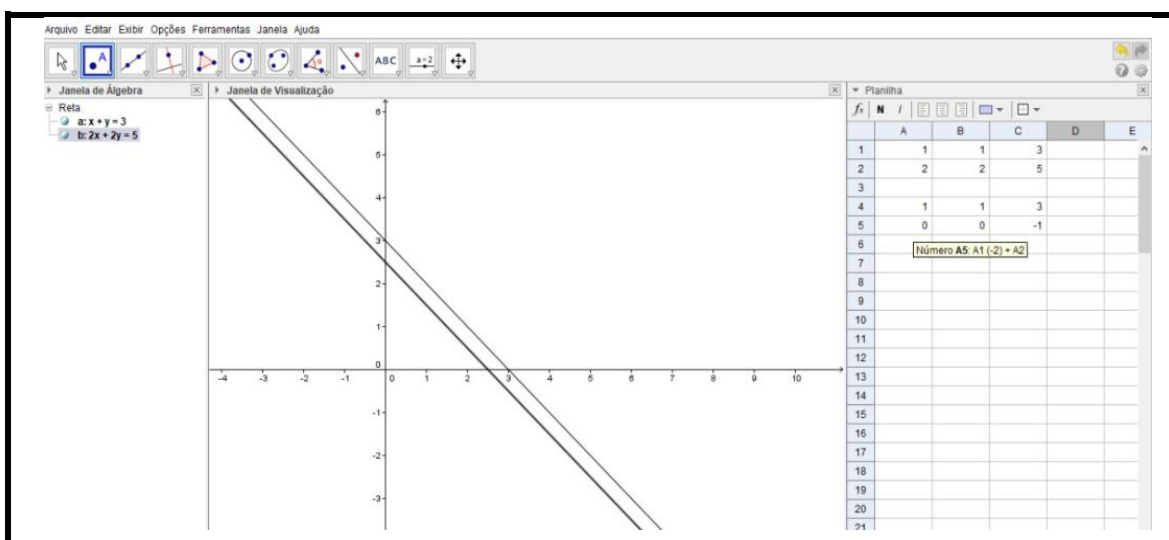 Arquivo Editar Exibir Opções Ferramentas Janela Ajuda
ABC a=2
Janela de Álgebra
Janela de Visualização
Planilha
Reta
a: x + y = 3
b: 2x + 2y = 5
fx N I
A B C D E
1 1 1 3
2 2 2 5
3
4 1 1 3
5 0 0 -1
6
Número A5: A1 (-2) + A2
7
8
9
10
11
12
13
14
15
16
17
18
19
20
21
6
5
4
3
2
1
0
-4 -3 -2 -1 0 1 2 3 4 5 6 7 8 9 10
-1
-2
-3